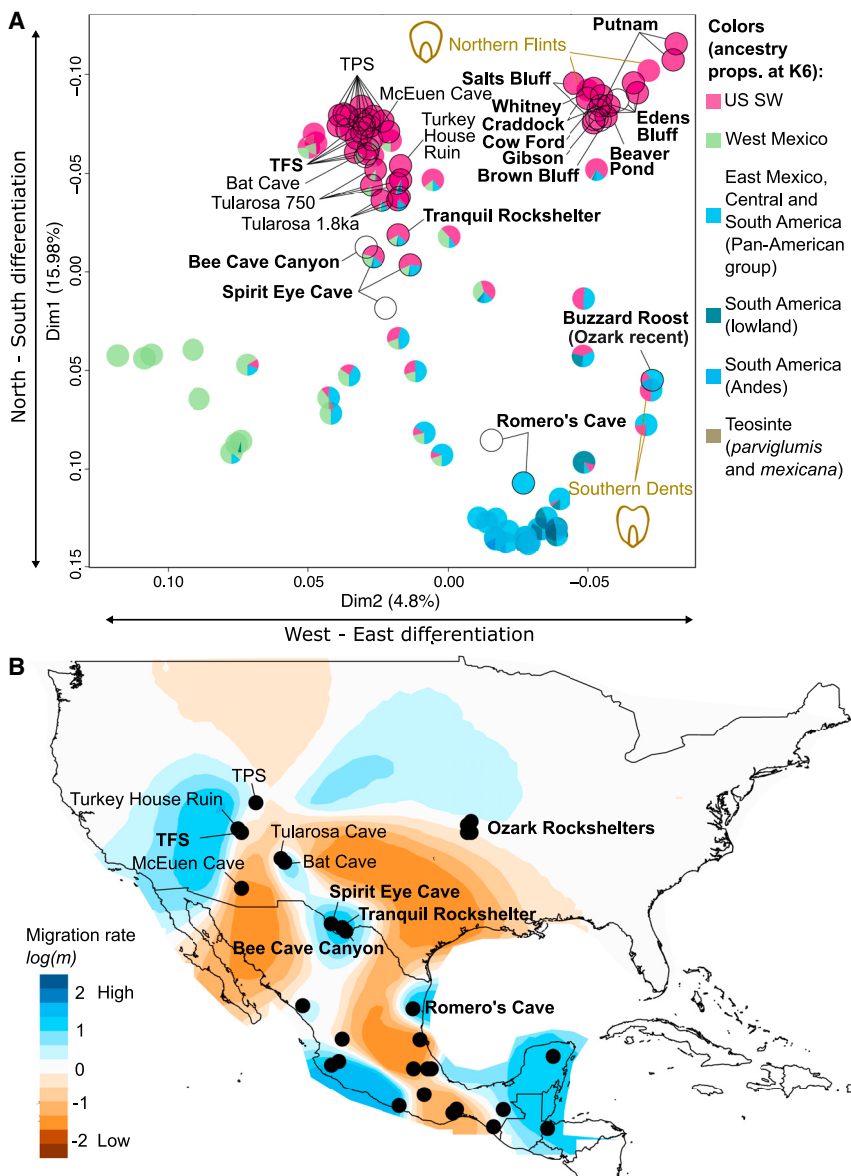 A
North - South differentiation
Dim1 (15.98%)
-0.10
-0.05
0.00
0.05
0.10
0.15
TPS
McEuen Cave
Turkey
House
Ruin
TFS
Bat Cave
Tularosa 750
Tularosa 1.8ka
Tranquil Rockshelter
Bee Cave Canyon
Spirit Eye Cave
Northern Flints
Putnam
Salts Bluff
Whitney
Craddock
Cow Ford
Gibson
Brown Bluff
Edens
Bluff
Beaver
Pond
Buzzard Roost
(Ozark recent)
Romero's Cave
Southern Dents
0.10
0.05
0.00
-0.05
Dim2 (4.8%)
West - East differentiation
Colors
(ancestry
props. at K6):
US SW
West Mexico
East Mexico,
Central and
South America
(Pan-American
group)
South America
(lowland)
South America
(Andes)
Teosinte
(parviglumis
and mexicana)
B
TPS
Turkey House Ruin
TFS
Tularosa Cave
McEuen Cave
Bat Cave
Ozark Rockshelters
Spirit Eye Cave
Tranquil Rockshelter
Bee Cave Canyon
Romero's Cave
Migration rate
log(m)
2 High
1
0
-1
-2 Low